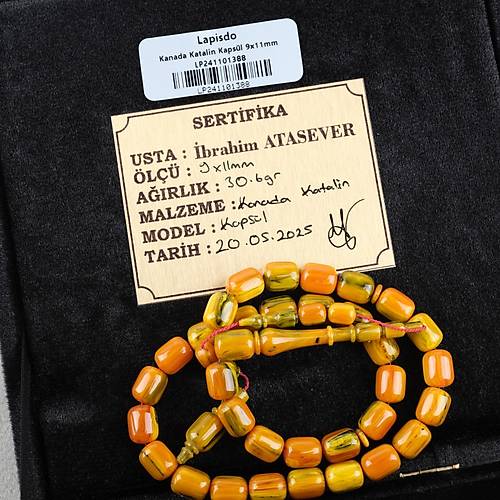 Lapisdo
Kanada Katalin Kapsül 9x11mm
LP241101388
LP241101388
SERTİFİKA
USTA : İbrahim ATASEVER
ÖLÇÜ : 9x11mm
AĞIRLIK : 30.6gr
MALZEME : Kanada Katalin
MODEL : Kapsül
TARİH : 20.05.2025